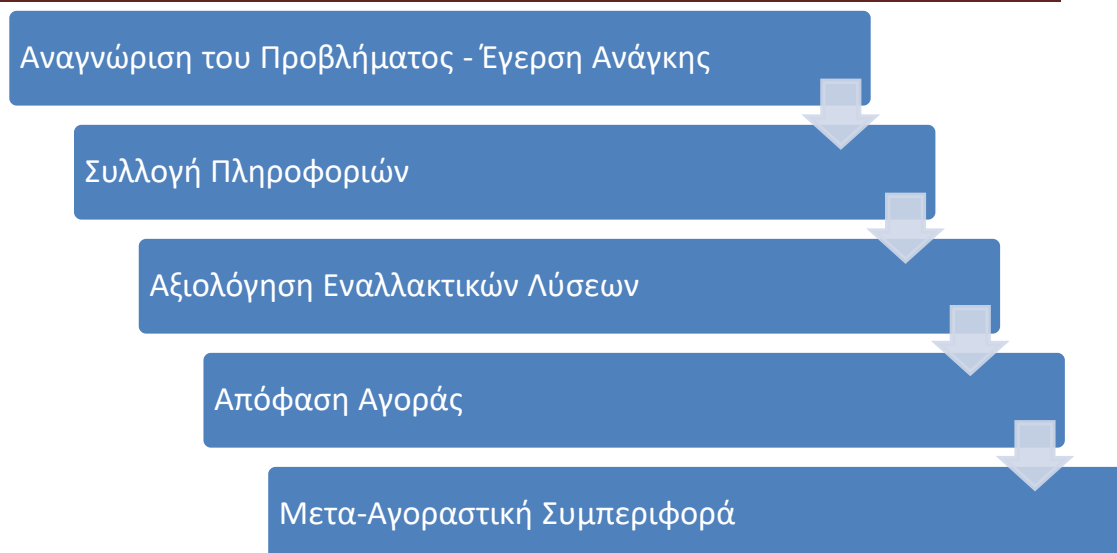 Αναγνώριση του Προβλήματος - Έγερση Ανάγκης
Συλλογή Πληροφοριών
Αξιολόγηση Εναλλακτικών Λύσεων
Απόφαση Αγοράς
Μετα-Αγοραστική Συμπεριφορά